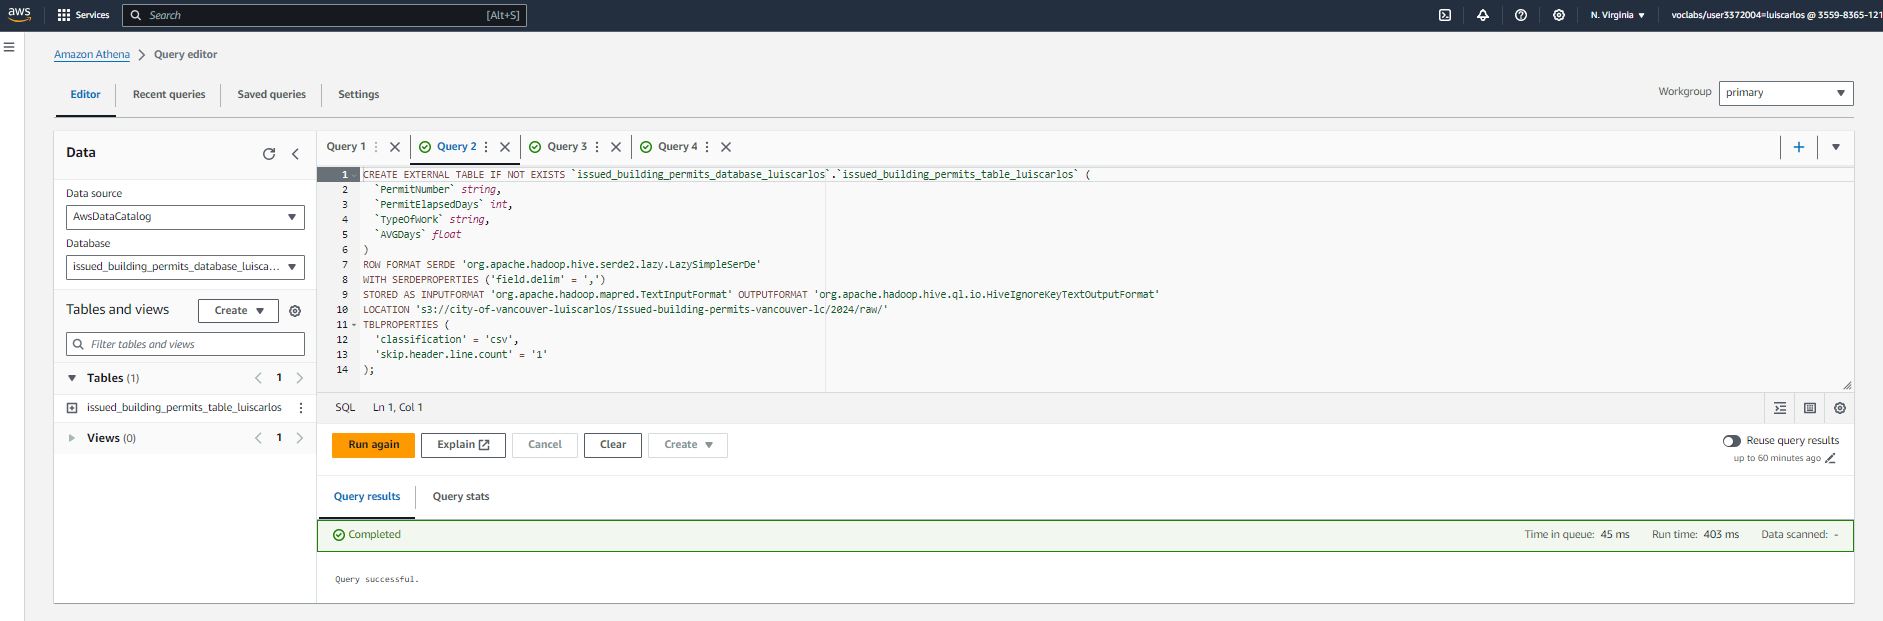 aws Services Search [Alt+S] N. Virginia voclabs/user3372004=luiscarlos @ 3559-8365-121
Amazon Athena Query editor
Editor Recent queries Saved queries Settings
Workgroup primary
Data
Data source
AwsDataCatalog
Database
issued_building_permits_database_luisca...
Tables and views Create
Filter tables and views
Tables (1) 1
issued_building_permits_table_luiscarlos
Views (0) 1
Query 1 Query 2 Query 3 Query 4
1 CREATE EXTERNAL TABLE IF NOT EXISTS `issued_building_permits_database_luiscarlos`.`issued_building_permits_table_luiscarlos` (
2 `PermitNumber` string,
3 `PermitElapsedDays` int,
4 `TypeOfWork` string,
5 `AVGDays` float
6 )
7 ROW FORMAT SERDE 'org.apache.hadoop.hive.serde2.lazy.LazySimpleSerDe'
8 WITH SERDEPROPERTIES ('field.delim' = ',')
9 STORED AS INPUTFORMAT 'org.apache.hadoop.mapred.TextInputFormat' OUTPUTFORMAT 'org.apache.hadoop.hive.ql.io.HiveIgnoreKeyTextOutputFormat'
10 LOCATION 's3://city-of-vancouver-luiscarlos/Issued-building-permits-vancouver-lc/2024/raw/'
11 TBLPROPERTIES (
12 'classification' = 'csv',
13 'skip.header.line.count' = '1'
14 );
SQL Ln 1, Col 1
Run again Explain Cancel Clear Create
Reuse query results
up to 60 minutes ago
Query results Query stats
Completed Time in queue: 45 ms Run time: 403 ms Data scanned: -
Query successful.